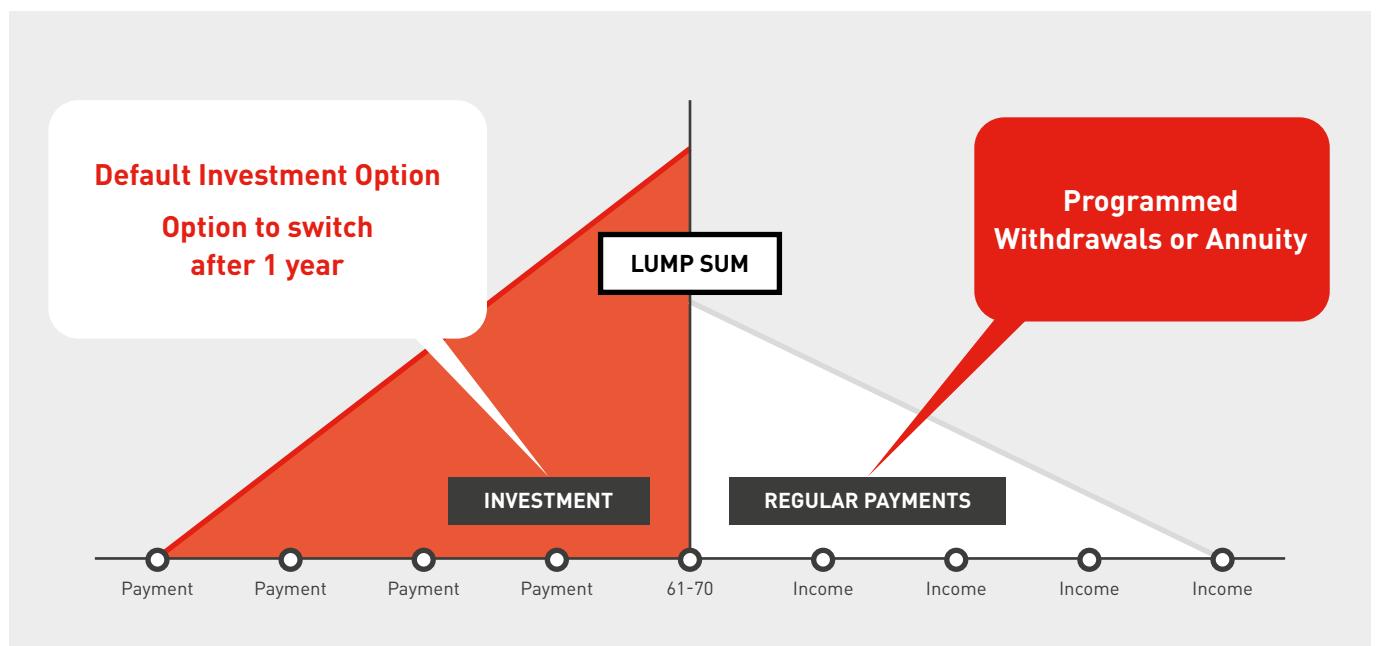 Default Investment Option
Option to switch
after 1 year
LUMP SUM
Programmed
Withdrawals or Annuity
INVESTMENT
REGULAR PAYMENTS
Payment
Payment
Payment
Payment
61-70
Income
Income
Income
Income